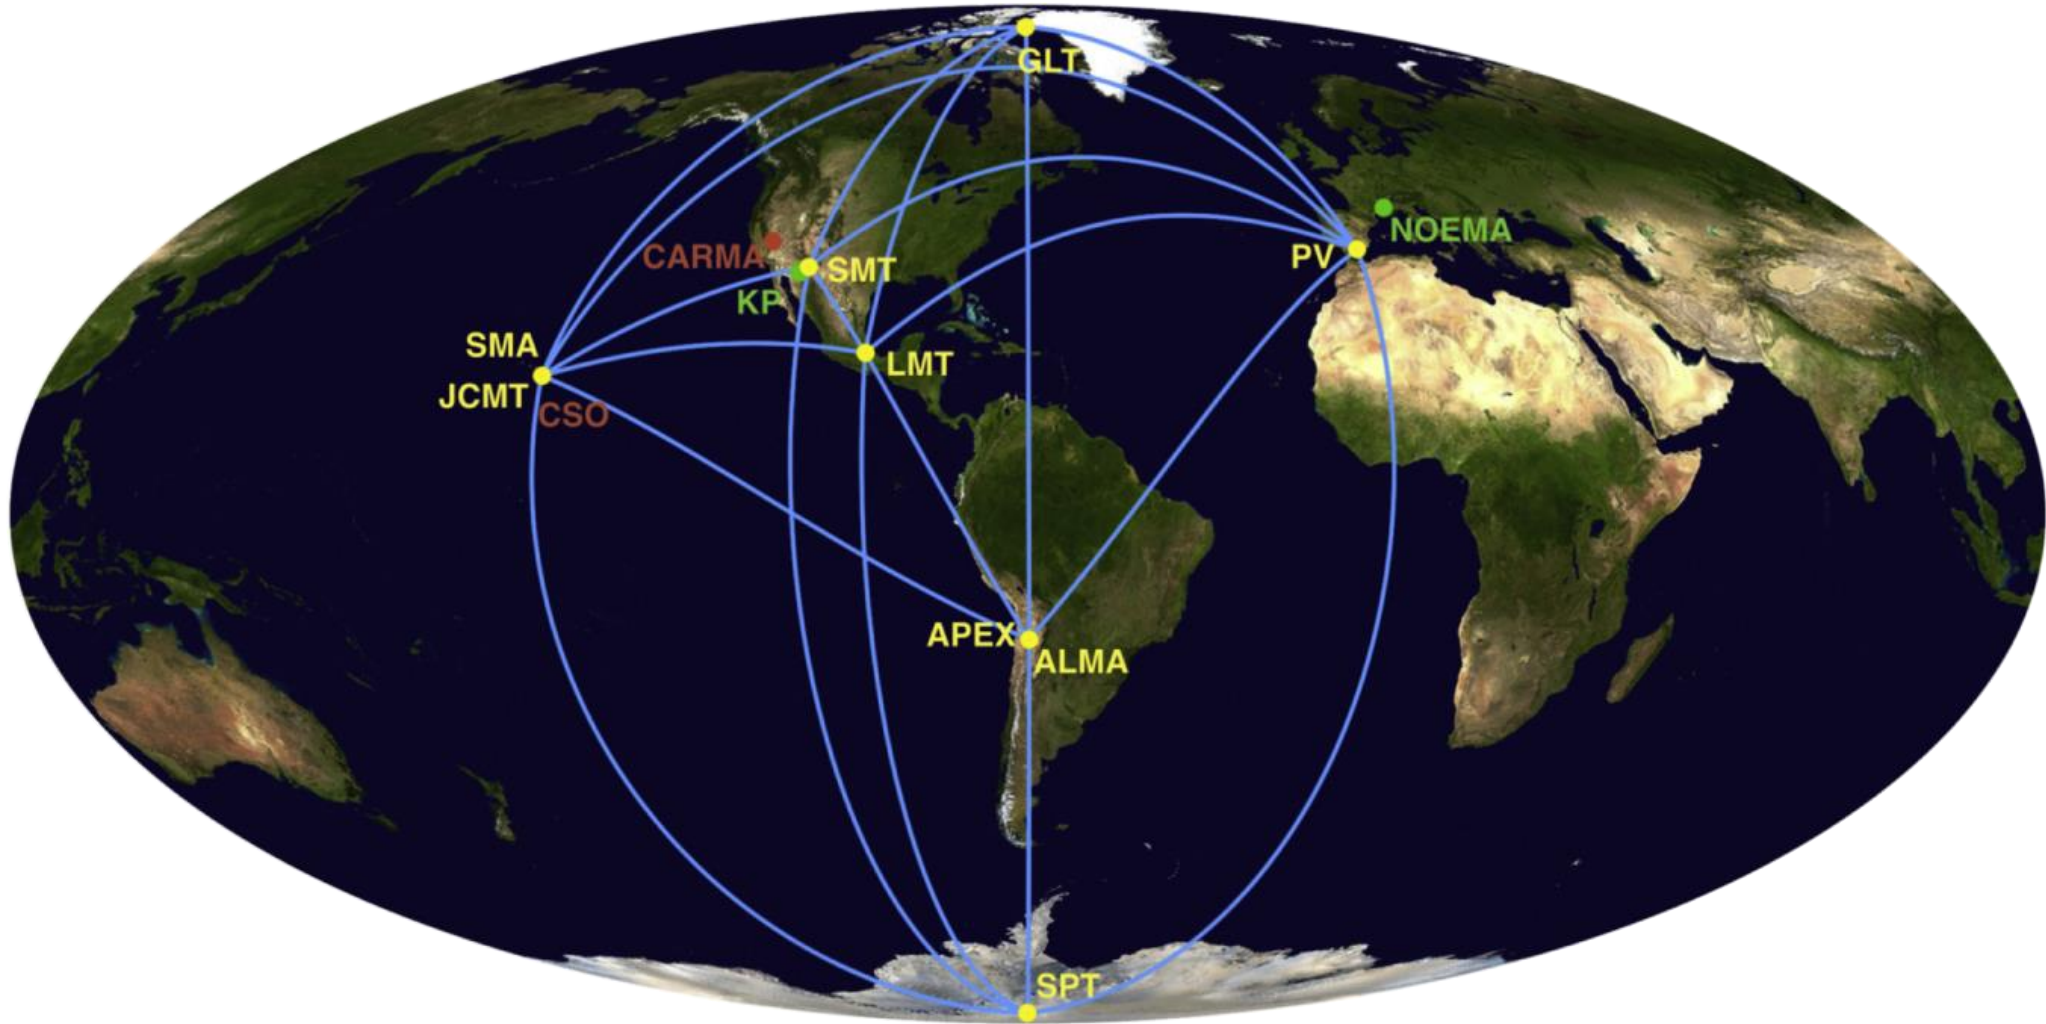 GLT
NOEMA
PV
CARMA
SMT
KP
SMA
LMT
JCMT
CSO
APEX
ALMA
SPT